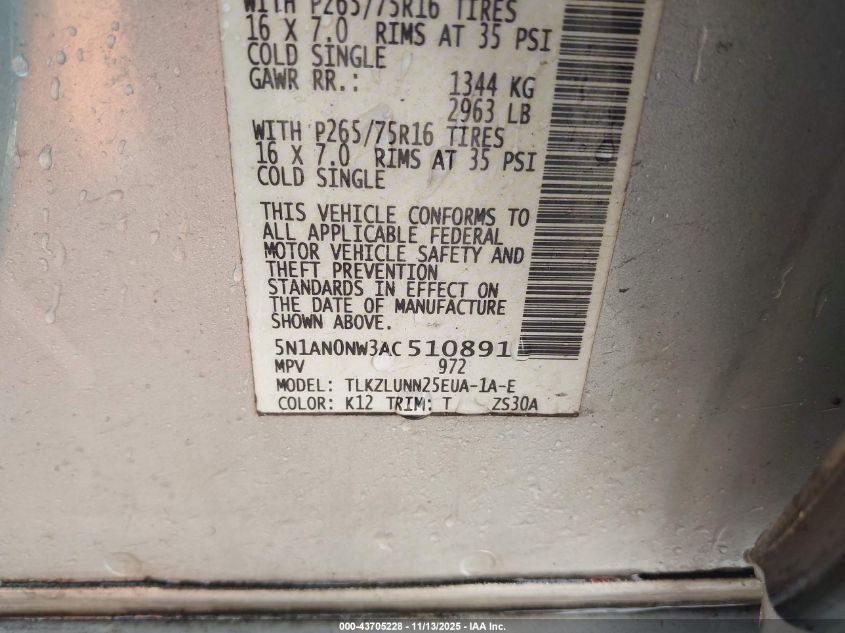 WITH P265/75R16 TIRES
16 X 7.0 RIMS AT 35 PSI
COLD SINGLE
GAWR RR.: 1344 KG
2963 LB
WITH P265/75R16 TIRES
16 X 7.0 RIMS AT 35 PSI
COLD SINGLE
THIS VEHICLE CONFORMS TO
ALL APPLICABLE FEDERAL
MOTOR VEHICLE SAFETY AND
THEFT PREVENTION
STANDARDS IN EFFECT ON
THE DATE OF MANUFACTURE
SHOWN ABOVE.
5N1AN0NW3AC510891
MPV 972
MODEL: TLKZLUNN25EUA-1A-E
COLOR: K12 TRIM: T ZS30A
000-43705228 - 11/13/2025 - IAA Inc.